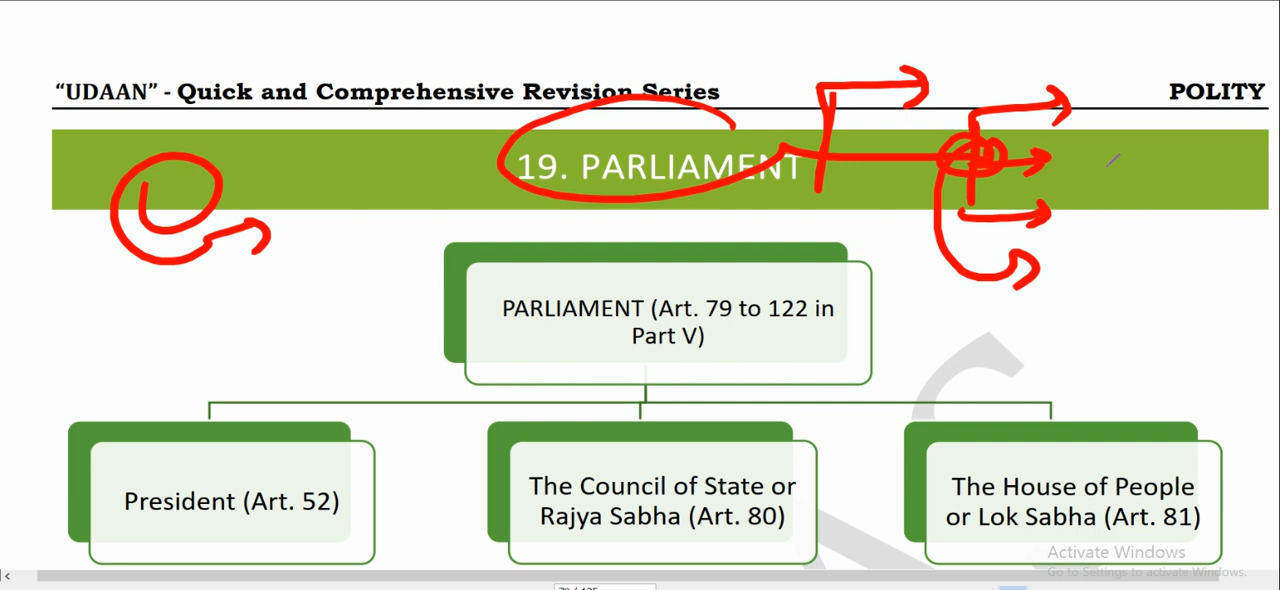 “UDAAN” - Quick and Comprehensive Revision Series
POLITY
19. PARLIAMENT
PARLIAMENT (Art. 79 to 122 in
Part V)
President (Art. 52)
The Council of State or
Rajya Sabha (Art. 80)
The House of People
or Lok Sabha (Art. 81)
Activate Windows
Go to Settings to activate Windows.